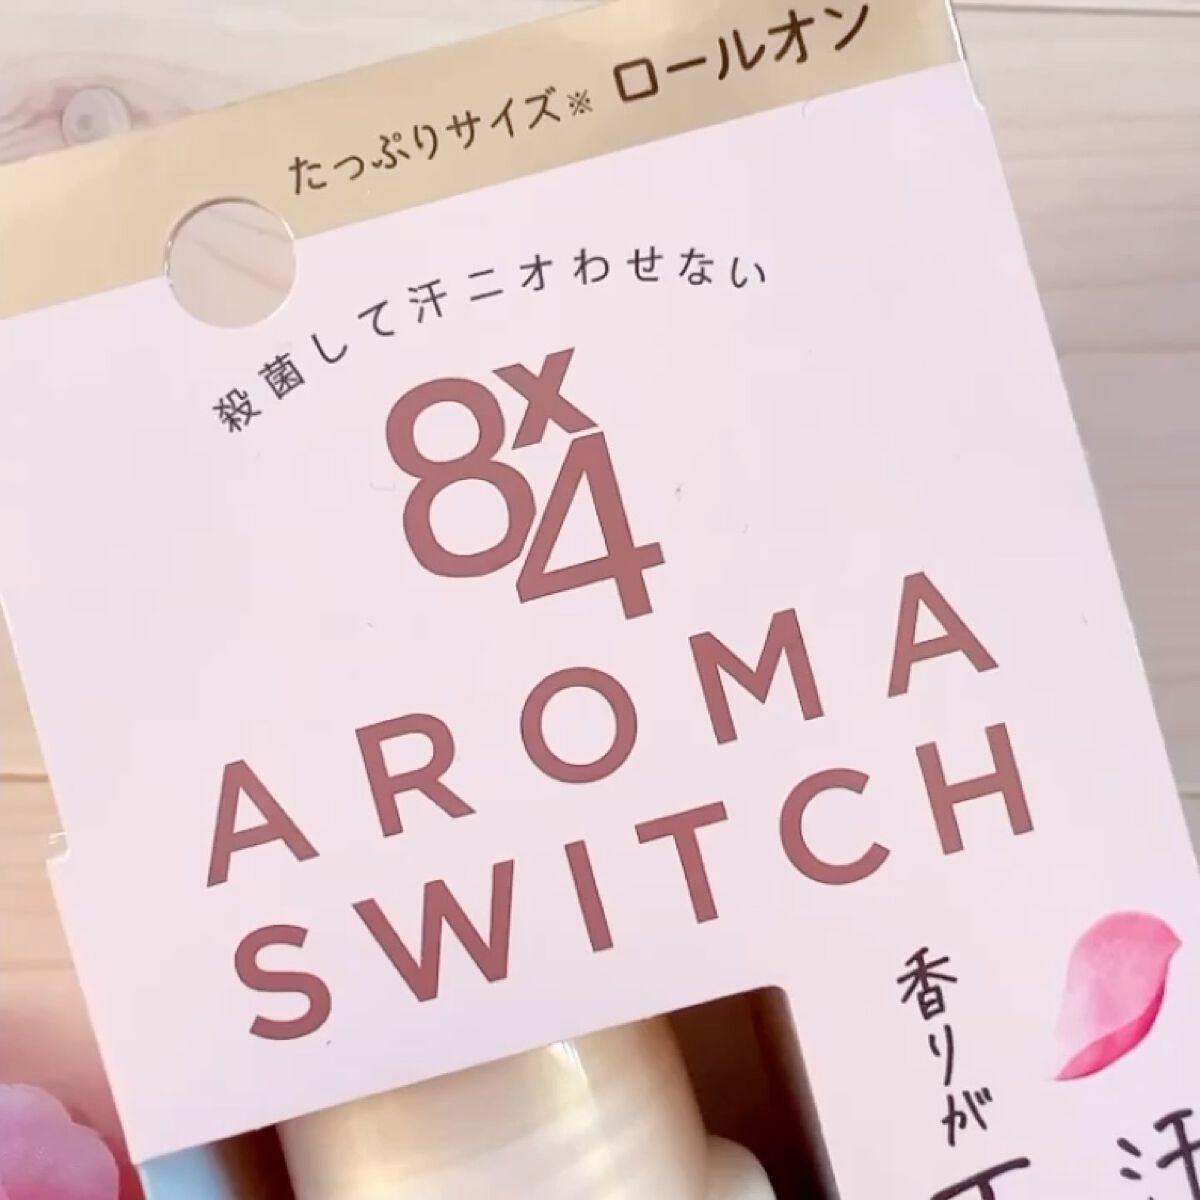 たっぷりサイズ※ ロールオン
殺菌して汗ニオわせない
8x4
AROMA
SWITCH
香りが
汗